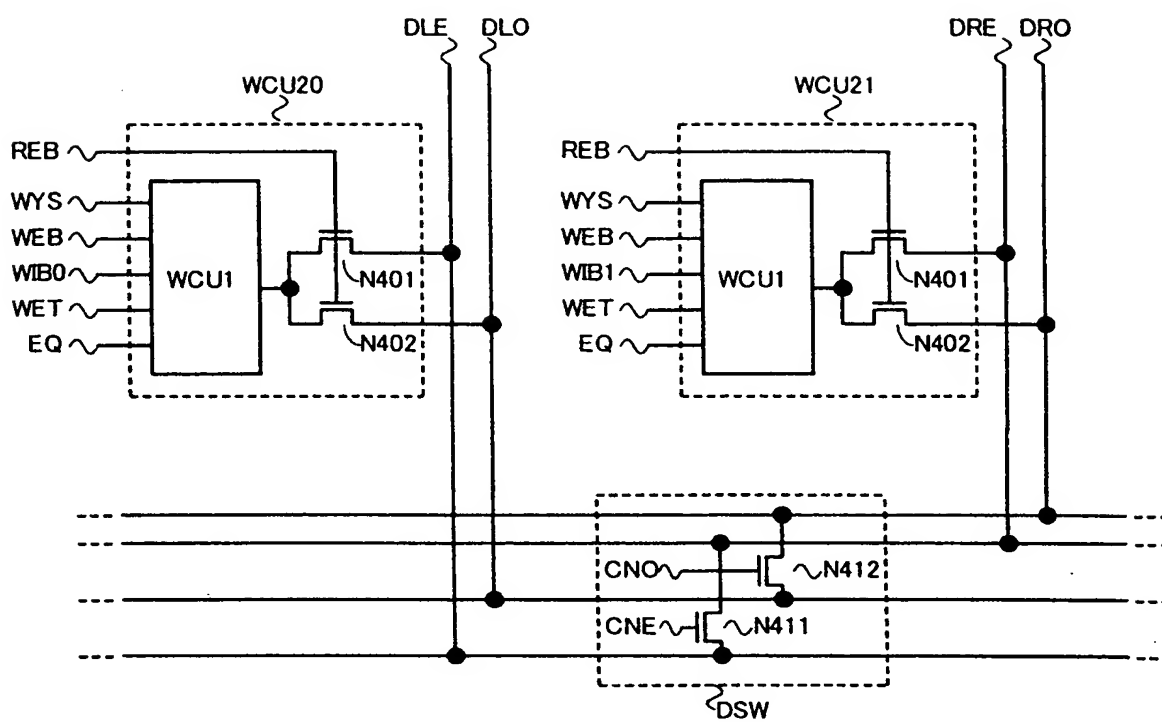 DLE DLO DRE DRO
WCU20 WCU21
REB REB
WYS WYS
WEB WEB
WIB0 WCU1 N401 WIB1 WCU1 N401
WET WET
EQ N402 EQ N402
CNO N412
CNE N411
DSW